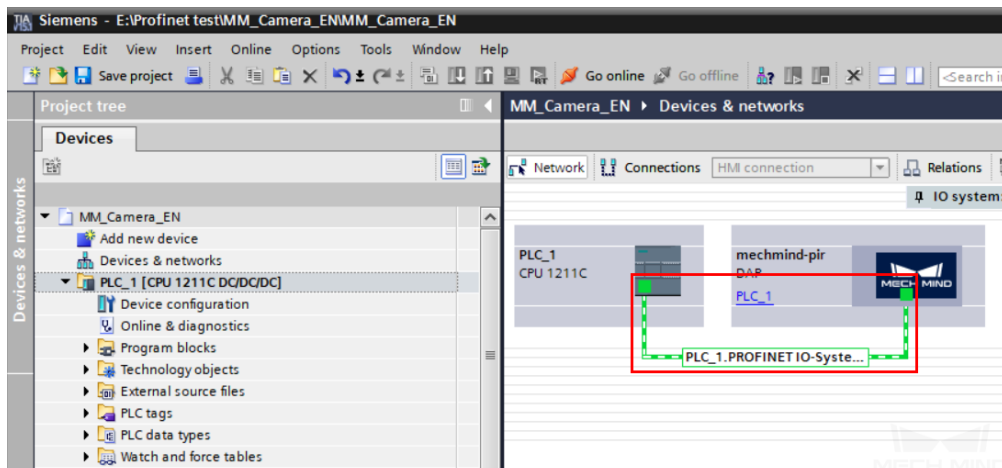 Siemens - E:\Profinet test\MM_Camera_EN\MM_Camera_EN
Project Edit View Insert Online Options Tools Window Help
Save project Go online Go offline <Search i
Project tree
MM_Camera_EN ▸ Devices & networks
Devices
Network Connections HMI connection Relations
IO system:
Devices & networks
MM_Camera_EN
Add new device
Devices & networks
PLC_1 [CPU 1211C DC/DC/DC]
Device configuration
Online & diagnostics
Program blocks
Technology objects
External source files
PLC tags
PLC data types
Watch and force tables
PLC_1
CPU 1211C
mechmind-pir
DAP
PLC_1
MECH MIND
PLC_1.PROFINET IO-Syste...
MECH MIND